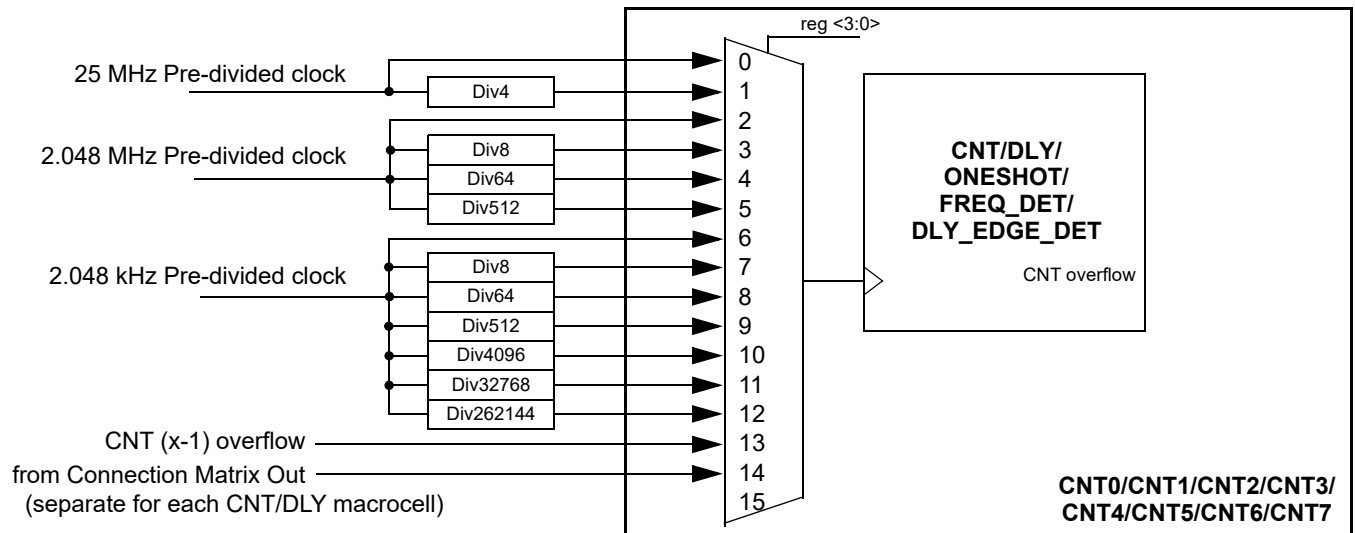 reg <3:0>
25 MHz Pre-divided clock
Div4
2.048 MHz Pre-divided clock
Div8
Div64
Div512
2.048 kHz Pre-divided clock
Div8
Div64
Div512
Div4096
Div32768
Div262144
CNT (x-1) overflow
from Connection Matrix Out
(separate for each CNT/DLY macrocell)
0
1
2
3
4
5
6
7
8
9
10
11
12
13
14
15
CNT/DLY/
ONESHOT/
FREQ_DET/
DLY_EDGE_DET
CNT overflow
CNT0/CNT1/CNT2/CNT3/
CNT4/CNT5/CNT6/CNT7